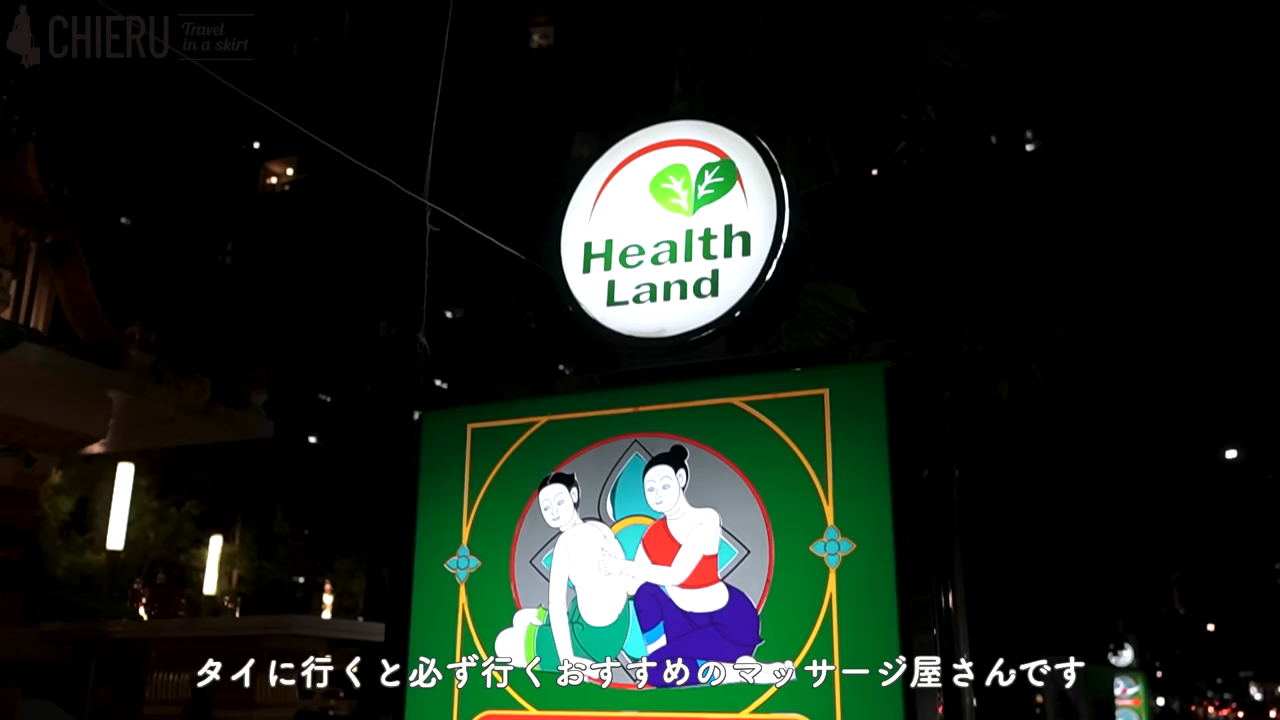 CHIERU
Travel
in a skirt
Health
Land
タイに行くと必ず行くおすすめのマッサージ屋さんです